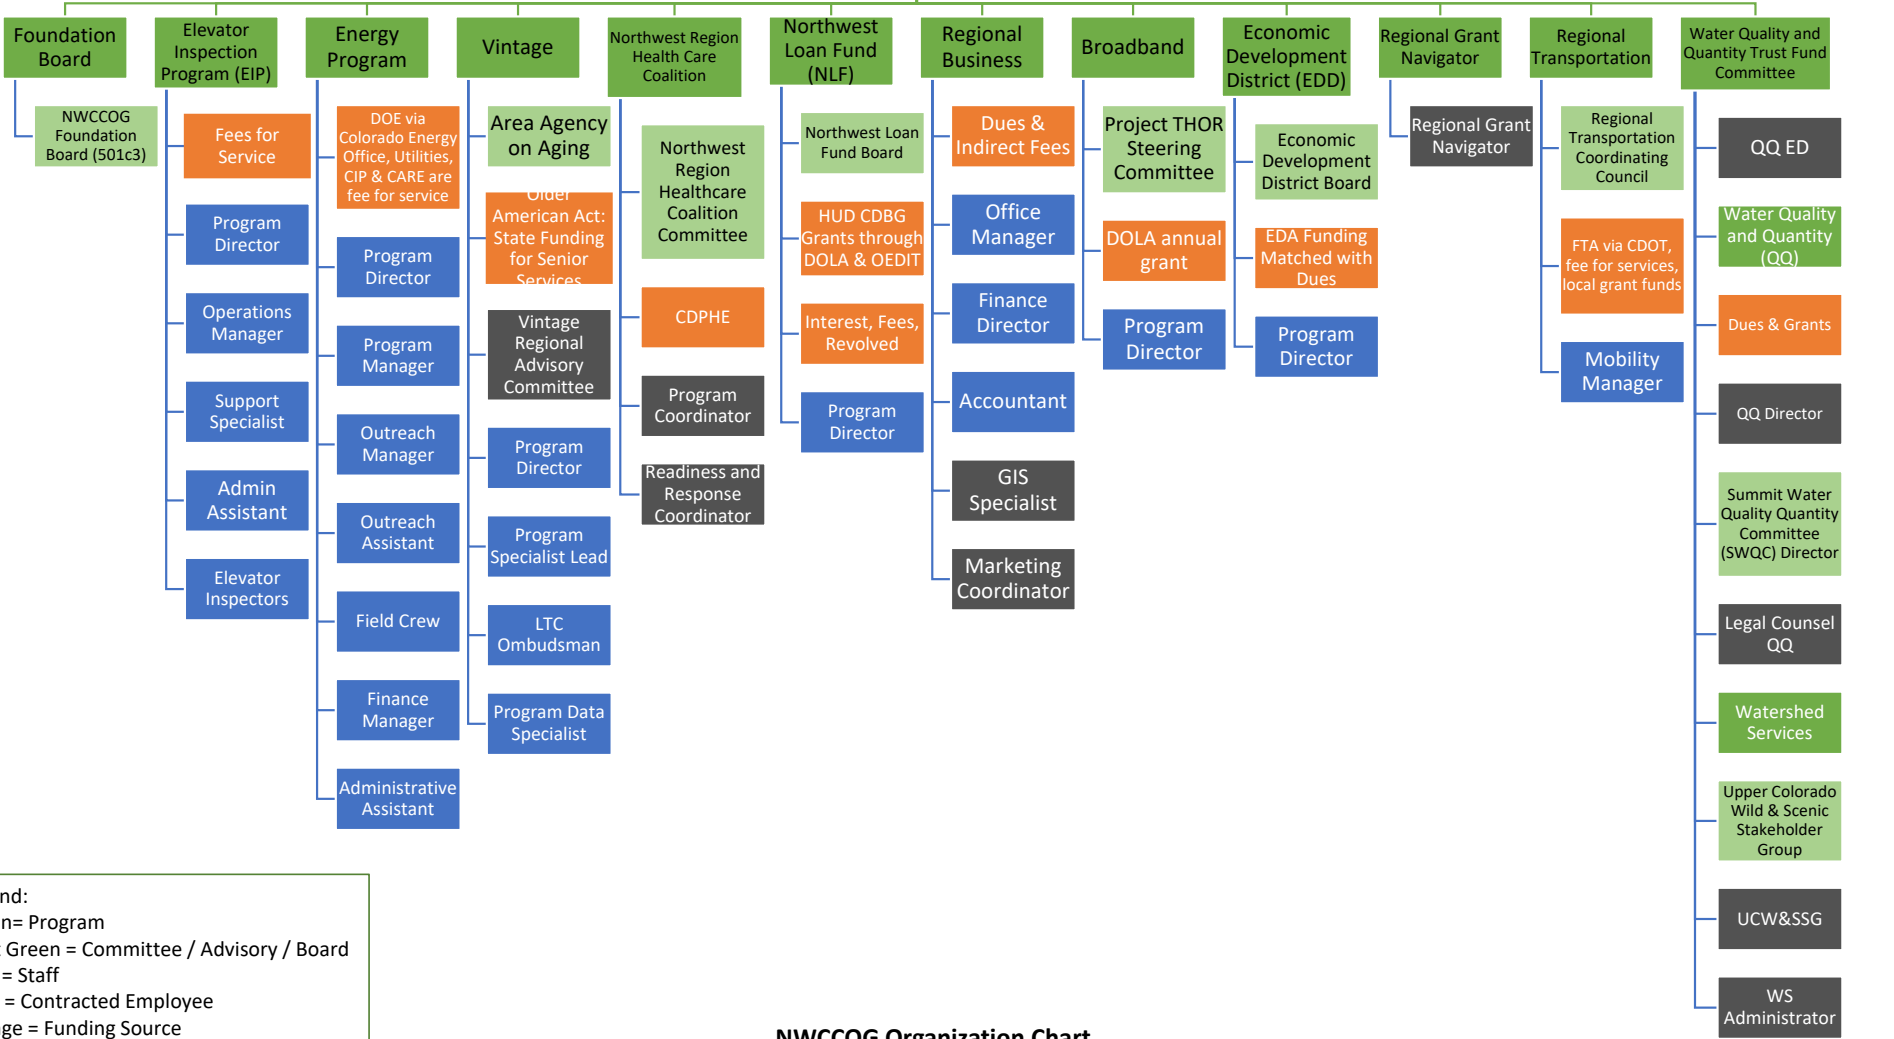 Foundation
Board
NWCCOG
Foundation
Board (501c3)
Elevator
Inspection
Program (EIP)
Fees for
Service
Program
Director
Operations
Manager
Support
Specialist
Admin
Assistant
Elevator
Inspectors
Energy
Program
DOE via
Colorado Energy
Office, Utilities,
CIP & CARE are
fee for service
Program
Director
Program
Manager
Outreach
Manager
Outreach
Assistant
Field Crew
Finance
Manager
Administrative
Assistant
Vintage
Area Agency
on Aging
Older
American Act:
State Funding
for Senior
Services
Vintage
Regional
Advisory
Committee
Program
Director
Program
Specialist Lead
LTC
Ombudsman
Program Data
Specialist
Northwest Region
Health Care
Coalition
Northwest
Region
Healthcare
Coalition
Committee
CDPHE
Program
Coordinator
Readiness and
Response
Coordinator
Northwest
Loan Fund
(NLF)
Northwest Loan
Fund Board
HUD CDBG
Grants through
DOLA & OEDIT
Interest, Fees,
Revolved
Program
Director
Regional
Business
Dues &
Indirect Fees
Office
Manager
Finance
Director
Accountant
GIS
Specialist
Marketing
Coordinator
Broadband
Project THOR
Steering
Committee
DOLA annual
grant
Program
Director
Economic
Development
District (EDD)
Economic
Development
District Board
EDA Funding
Matched with
Dues
Program
Director
Regional Grant
Navigator
Regional Grant
Navigator
Regional
Transportation
Regional
Transportation
Coordinating
Council
FTA via CDOT,
fee for services,
local grant funds
Mobility
Manager
Water Quality and
Quantity Trust Fund
Committee
QQ ED
Water Quality
and Quantity
(QQ)
Dues & Grants
QQ Director
Summit Water
Quality Quantity
Committee
(SWQC) Director
Legal Counsel
QQ
Watershed
Services
Upper Colorado
Wild & Scenic
Stakeholder
Group
UCW&SSG
WS
Administrator
nd:
n= Program
Green = Committee / Advisory / Board
= Staff
= Contracted Employee
ge = Funding Source
NWCCOG Organization Chart